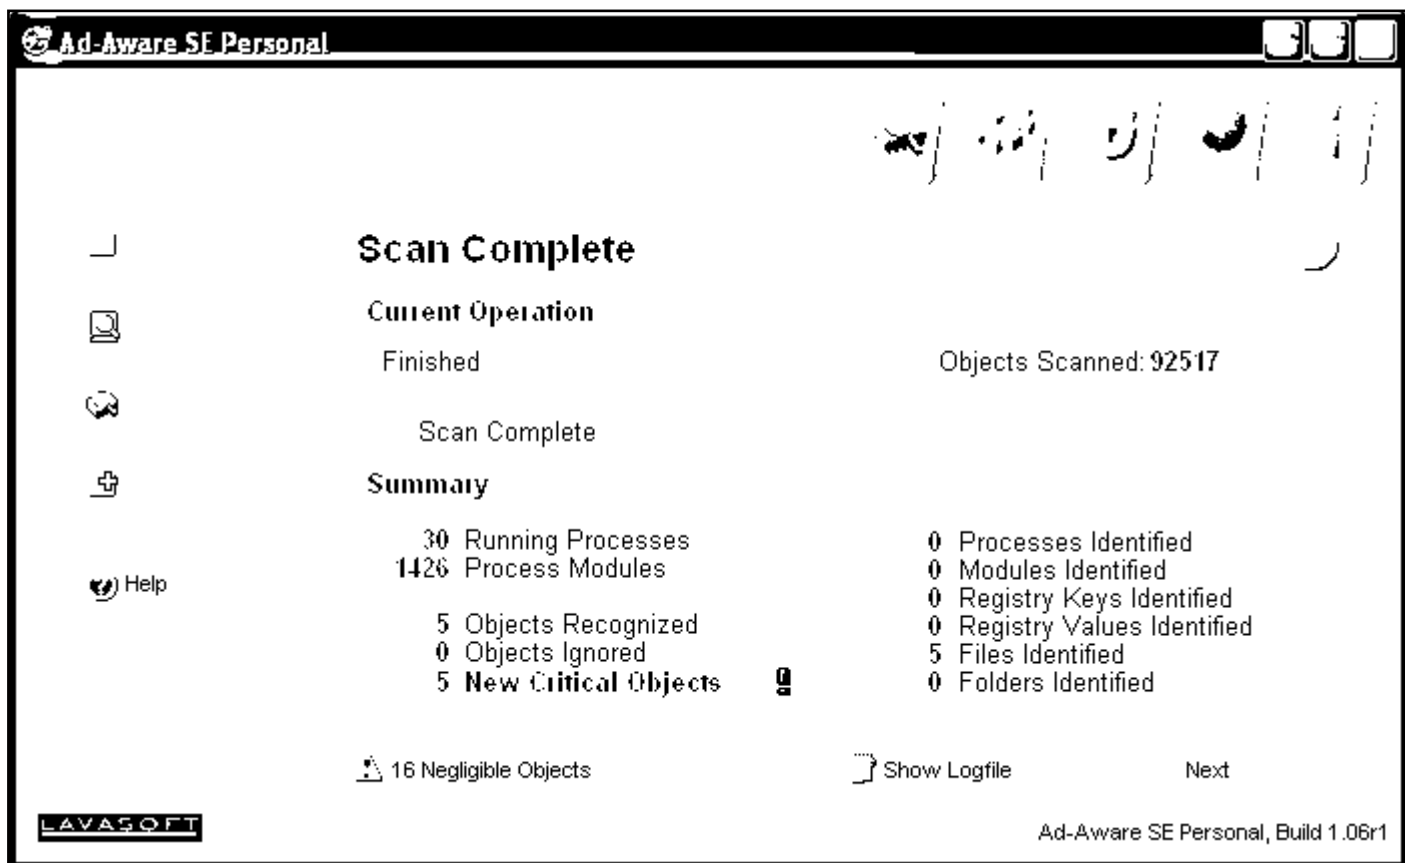 Ad-Aware SE Personal
Scan Complete
Current Operation
Finished
Objects Scanned: 92517
Scan Complete
Summary
30 Running Processes
1426 Process Modules
5 Objects Recognized
0 Objects Ignored
5 New Critical Objects
0 Processes Identified
0 Modules Identified
0 Registry Keys Identified
0 Registry Values Identified
5 Files Identified
0 Folders Identified
Help
16 Negligible Objects
Show Logfile
Next
LAVASOFT
Ad-Aware SE Personal, Build 1.06r1